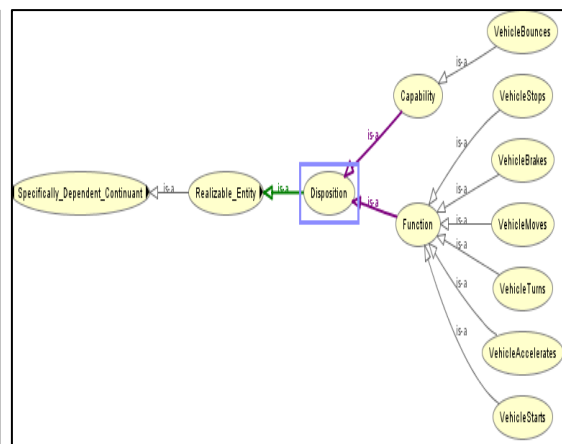 VehicleBounces
is-a
Capability
VehicleStops
is-a
is-a
VehicleBrakes
is-a
Specifically_Dependent_Continuant
is-a
Realizable_Entity
is-a
Disposition
is-a
Function
is-a
VehicleMoves
is-a
VehicleTurns
is-a
VehicleAccelerates
is-a
VehicleStarts